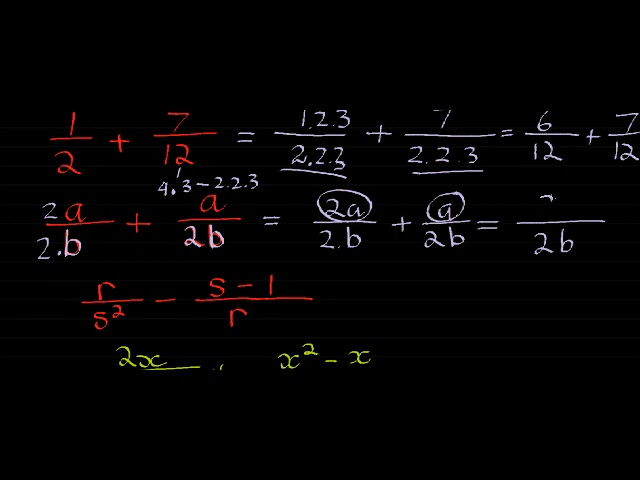 1/2 + 7/12 = 1.2.3/2.2.3 + 7/2.2.3 = 6/12 + 7/12
4.3 - 2.2.3
2a/2.b + a/2b = 2a/2.b + a/2b = /2b
r/s² - s-1/r
2x x² - x